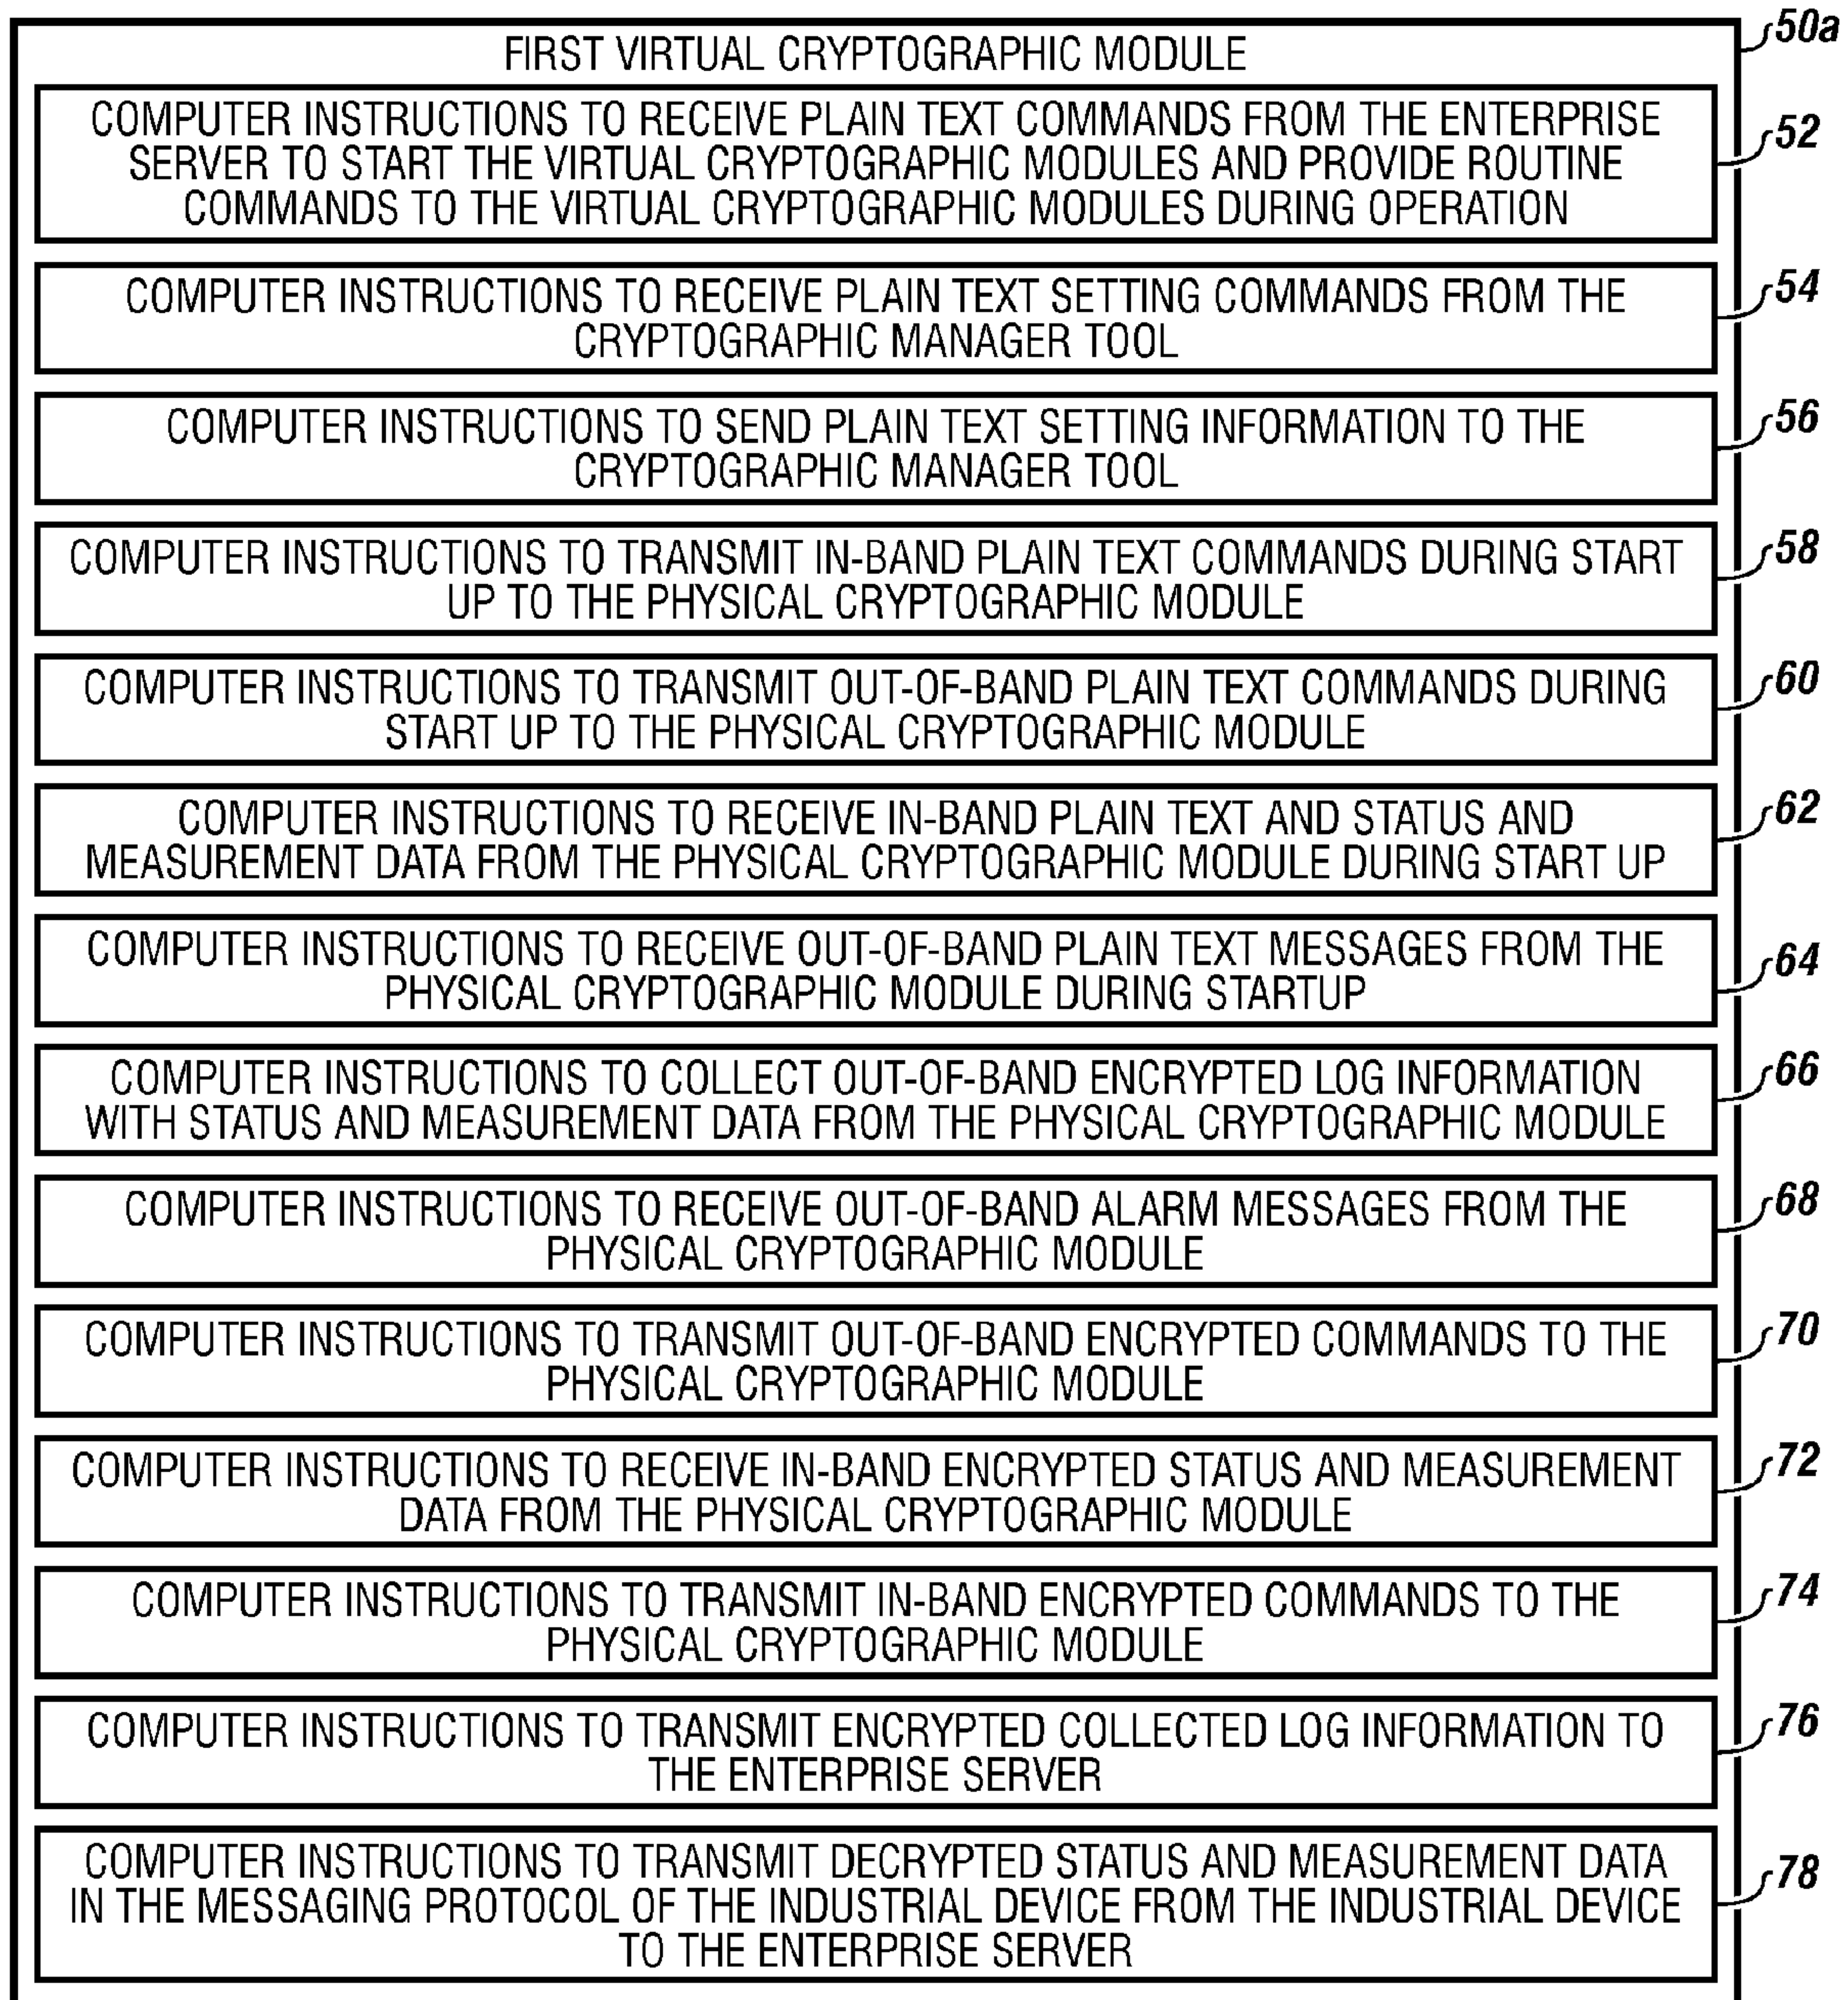 50a
FIRST VIRTUAL CRYPTOGRAPHIC MODULE
COMPUTER INSTRUCTIONS TO RECEIVE PLAIN TEXT COMMANDS FROM THE ENTERPRISE
SERVER TO START THE VIRTUAL CRYPTOGRAPHIC MODULES AND PROVIDE ROUTINE
COMMANDS TO THE VIRTUAL CRYPTOGRAPHIC MODULES DURING OPERATION
52
COMPUTER INSTRUCTIONS TO RECEIVE PLAIN TEXT SETTING COMMANDS FROM THE
CRYPTOGRAPHIC MANAGER TOOL
54
COMPUTER INSTRUCTIONS TO SEND PLAIN TEXT SETTING INFORMATION TO THE
CRYPTOGRAPHIC MANAGER TOOL
56
COMPUTER INSTRUCTIONS TO TRANSMIT IN-BAND PLAIN TEXT COMMANDS DURING START
UP TO THE PHYSICAL CRYPTOGRAPHIC MODULE
58
COMPUTER INSTRUCTIONS TO TRANSMIT OUT-OF-BAND PLAIN TEXT COMMANDS DURING
START UP TO THE PHYSICAL CRYPTOGRAPHIC MODULE
60
COMPUTER INSTRUCTIONS TO RECEIVE IN-BAND PLAIN TEXT AND STATUS AND
MEASUREMENT DATA FROM THE PHYSICAL CRYPTOGRAPHIC MODULE DURING START UP
62
COMPUTER INSTRUCTIONS TO RECEIVE OUT-OF-BAND PLAIN TEXT MESSAGES FROM THE
PHYSICAL CRYPTOGRAPHIC MODULE DURING STARTUP
64
COMPUTER INSTRUCTIONS TO COLLECT OUT-OF-BAND ENCRYPTED LOG INFORMATION
WITH STATUS AND MEASUREMENT DATA FROM THE PHYSICAL CRYPTOGRAPHIC MODULE
66
COMPUTER INSTRUCTIONS TO RECEIVE OUT-OF-BAND ALARM MESSAGES FROM THE
PHYSICAL CRYPTOGRAPHIC MODULE
68
COMPUTER INSTRUCTIONS TO TRANSMIT OUT-OF-BAND ENCRYPTED COMMANDS TO THE
PHYSICAL CRYPTOGRAPHIC MODULE
70
COMPUTER INSTRUCTIONS TO RECEIVE IN-BAND ENCRYPTED STATUS AND MEASUREMENT
DATA FROM THE PHYSICAL CRYPTOGRAPHIC MODULE
72
COMPUTER INSTRUCTIONS TO TRANSMIT IN-BAND ENCRYPTED COMMANDS TO THE
PHYSICAL CRYPTOGRAPHIC MODULE
74
COMPUTER INSTRUCTIONS TO TRANSMIT ENCRYPTED COLLECTED LOG INFORMATION TO
THE ENTERPRISE SERVER
76
COMPUTER INSTRUCTIONS TO TRANSMIT DECRYPTED STATUS AND MEASUREMENT DATA
IN THE MESSAGING PROTOCOL OF THE INDUSTRIAL DEVICE FROM THE INDUSTRIAL DEVICE
TO THE ENTERPRISE SERVER
78